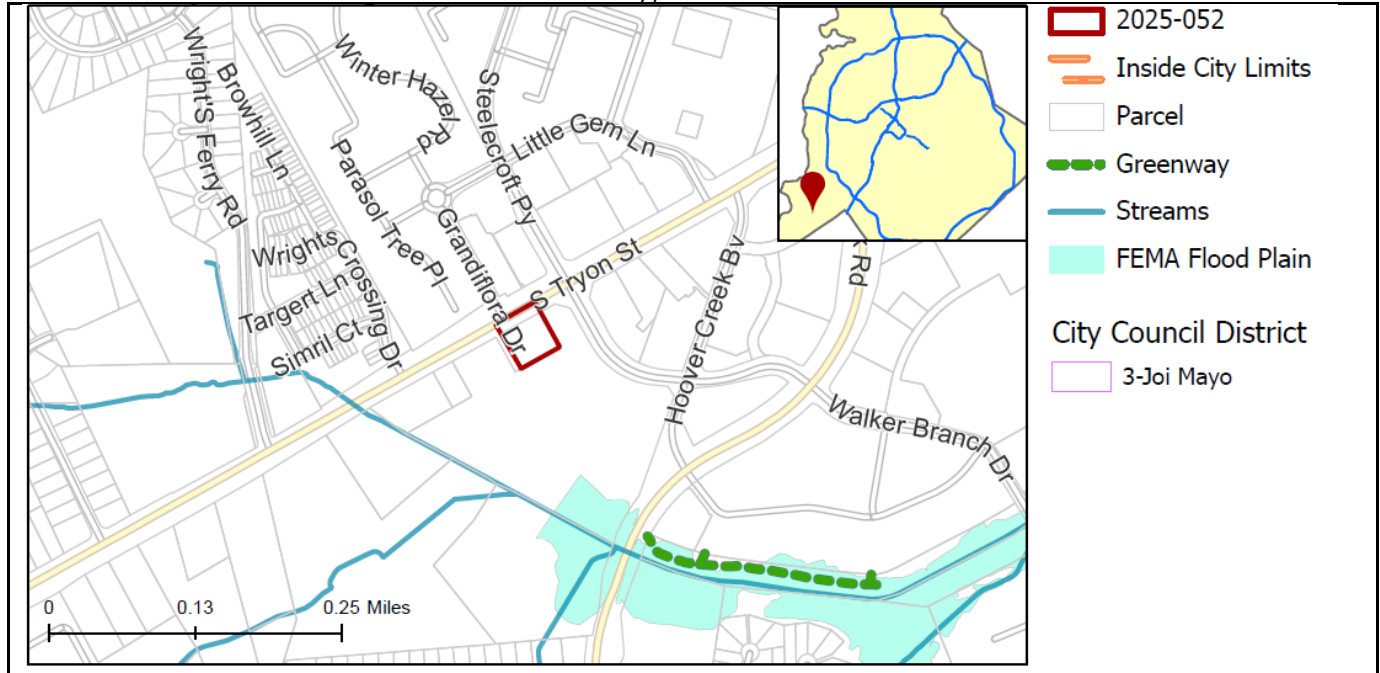 Wright'S Ferry Rd
Browhill Ln
Winter Hazel Rd
Steelecroft Py
Little Gem Ln
Parasol Tree Pl
Grandiflora Dr
Wrights Crossing Dr
Targert Ln
Simril Ct
S Tryon St
Hoover Creek Bv
Rd
Walker Branch Dr
0 0.13 0.25 Miles
2025-052
Inside City Limits
Parcel
Greenway
Streams
FEMA Flood Plain
City Council District
3-Joi Mayo